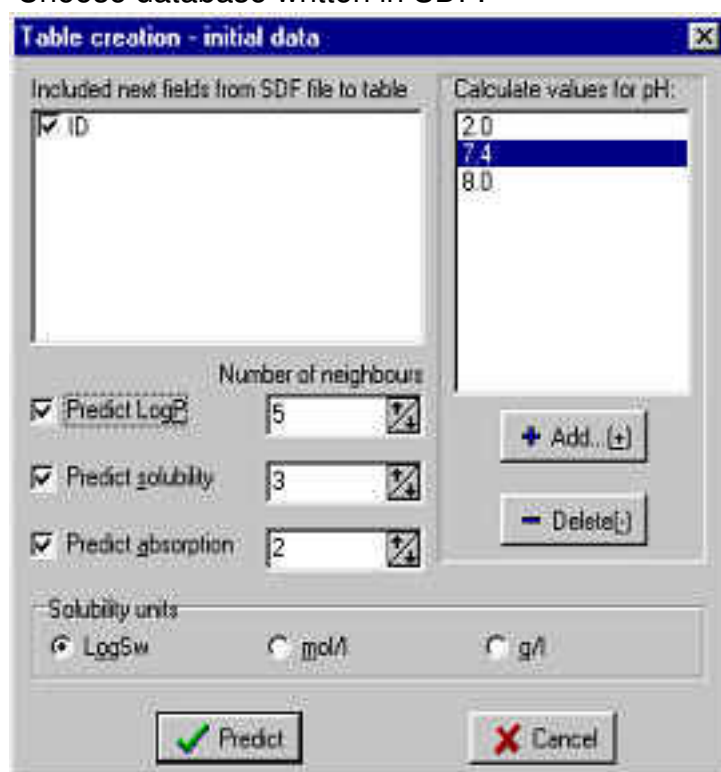 Choose database written in SDF.
Table creation - initial data
Included next fields from SDF file to table
ID
Calculate values for pH:
2.0
7.4
8.0
Number of neighbours
Predict LogP
5
Predict solubility
3
Predict absorption
2
Add...(+)
Delete(-)
Solubility units
LogSw
mol/l
g/l
Predict
Cancel